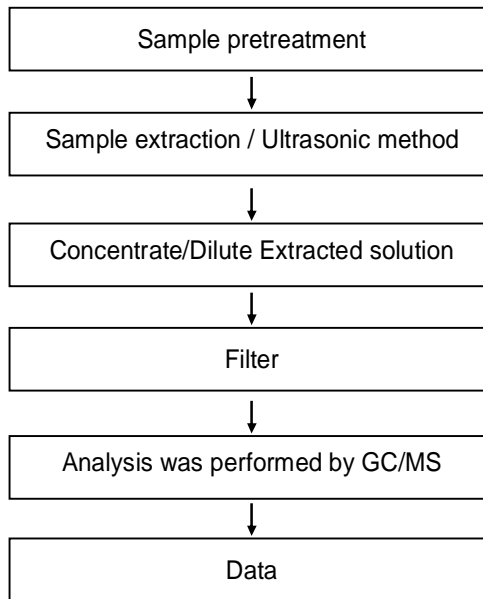 Sample pretreatment
Sample extraction / Ultrasonic method
Concentrate/Dilute Extracted solution
Filter
Analysis was performed by GC/MS
Data